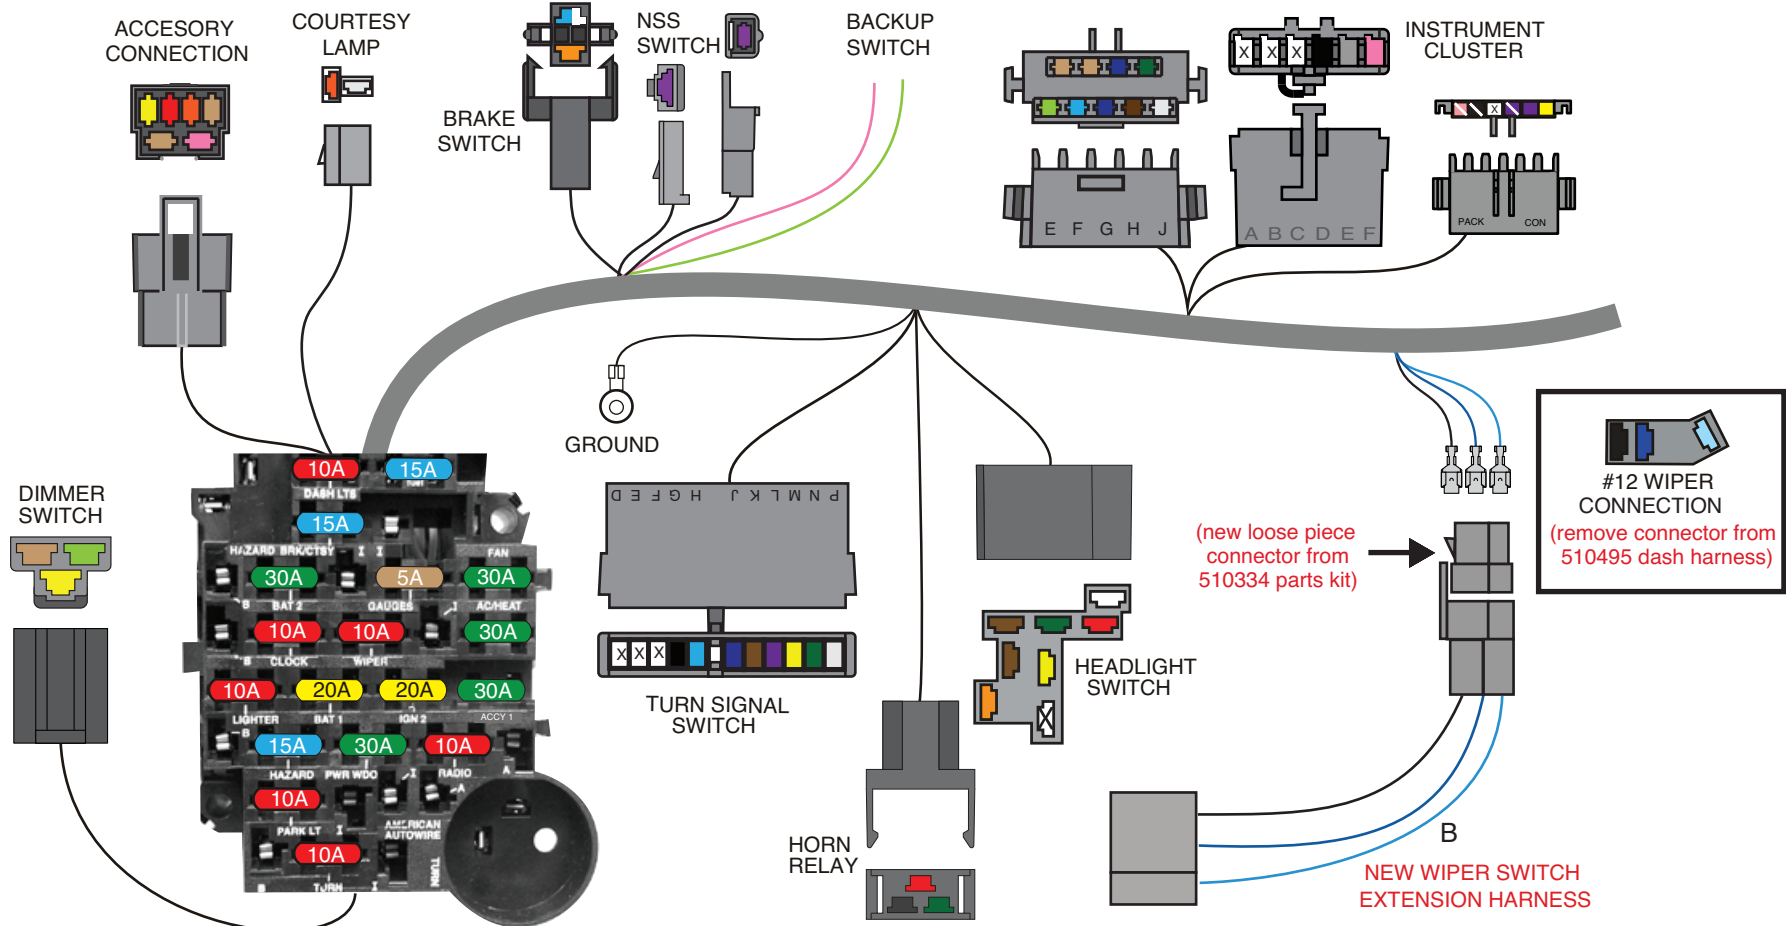 ACCESORY
CONNECTION
COURTESY
LAMP
BRAKE
SWITCH
NSS
SWITCH
BACKUP
SWITCH
INSTRUMENT
CLUSTER
E F G H J
A B C D E F
PACK CON
GROUND
DIMMER
SWITCH
10A 15A
DASH LTS
15A
HAZARD BRK/CTSY I I FAN
30A 5A 30A
B BAT 2 GAUGES I AC/HEAT
10A 10A 30A
B CLOCK WIPER
10A 20A 20A 30A
LIGHTER BAT 1 IGN 2 ACCY 1
B
15A 30A 10A
HAZARD PWR WDO I RADIO A
10A A
PARK LT I AMERICAN
AUTOWIRE
10A
B TURN I
TURN
D E F G H J K L M N P
X X X
TURN SIGNAL
SWITCH
HEADLIGHT
SWITCH
HORN
RELAY
X X X
X
(new loose piece
connector from
510334 parts kit)
#12 WIPER
CONNECTION
(remove connector from
510495 dash harness)
B
NEW WIPER SWITCH
EXTENSION HARNESS